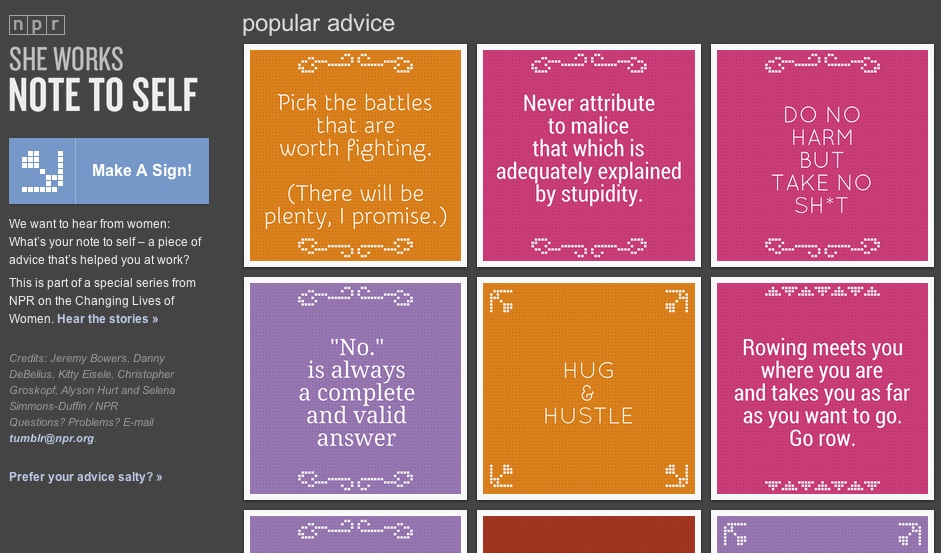 npr
SHE WORKS
NOTE TO SELF
Make A Sign!
We want to hear from women:
What's your note to self – a piece of
advice that's helped you at work?
This is part of a special series from
NPR on the Changing Lives of
Women. Hear the stories »
Credits: Jeremy Bowers, Danny
DeBelius, Kitty Eisele, Christopher
Groskopf, Alyson Hurt and Selena
Simmons-Duffin / NPR
Questions? Problems? E-mail
tumblr@npr.org.
Prefer your advice salty? »
popular advice
Pick the battles
that are
worth fighting.
(There will be
plenty, I promise.)
Never attribute
to malice
that which is
adequately explained
by stupidity.
DO NO
HARM
BUT
TAKE NO
SH*T
"No."
is always
a complete
and valid
answer
HUG
&
HUSTLE
Rowing meets you
where you are
and takes you as far
as you want to go.
Go row.